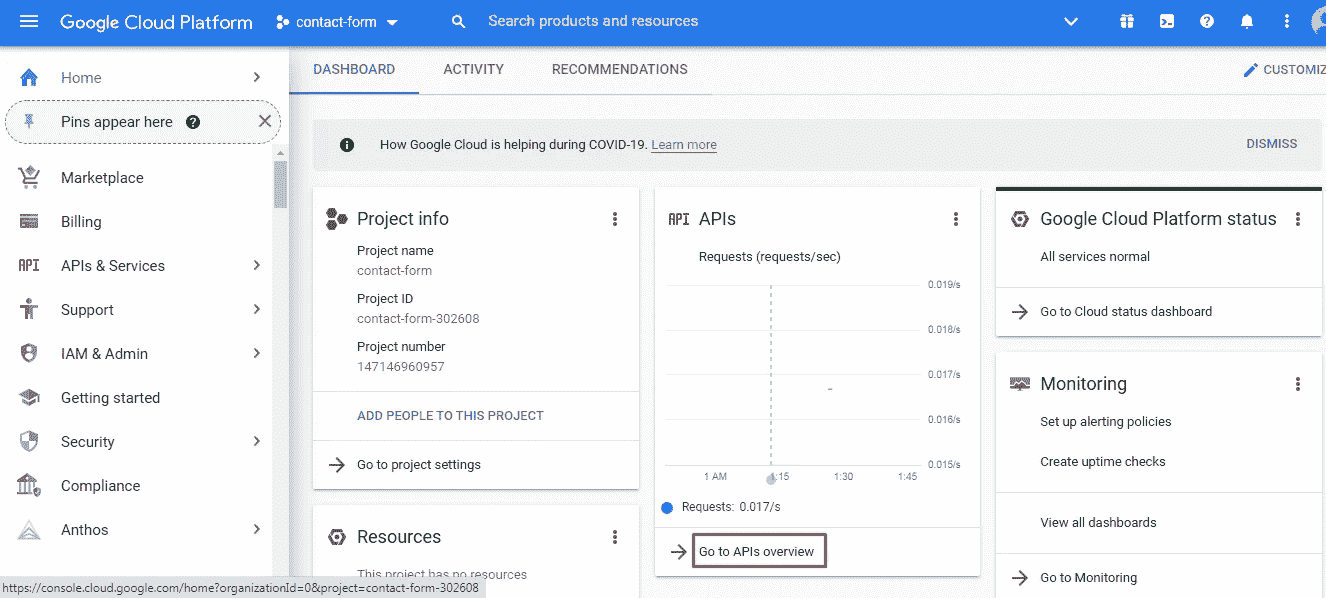 Google Cloud Platform
contact-form
Search products and resources
Home
Pins appear here
Marketplace
Billing
API
APIs & Services
Support
IAM & Admin
Getting started
Security
Compliance
Anthos
DASHBOARD
ACTIVITY
RECOMMENDATIONS
CUSTOMIZ
How Google Cloud is helping during COVID-19. Learn more
DISMISS
Project info
Project name
contact-form
Project ID
contact-form-302608
Project number
147146960957
ADD PEOPLE TO THIS PROJECT
Go to project settings
Resources
This project has no resources
API APIs
Requests (requests/sec)
0.019/s
0.018/s
0.017/s
0.016/s
0.015/s
1 AM 1:15 1:30 1:45
Requests: 0.017/s
Go to APIs overview
Google Cloud Platform status
All services normal
Go to Cloud status dashboard
Monitoring
Set up alerting policies
Create uptime checks
View all dashboards
Go to Monitoring
https://console.cloud.google.com/home?organizationId=0&project=contact-form-302608